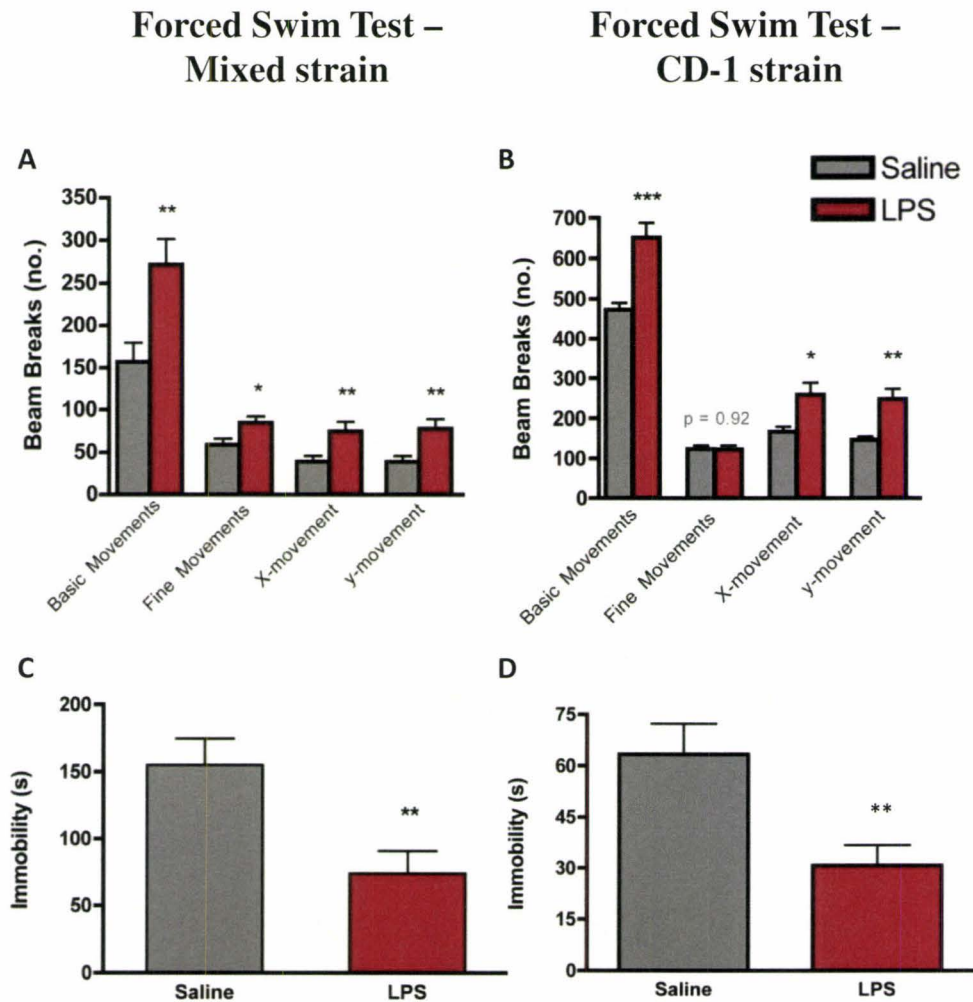 Forced Swim Test –
Mixed strain
Forced Swim Test –
CD-1 strain
A
Beam Breaks (no.)
350
300
250
200
150
100
50
0
**
*
**
**
Basic Movements
Fine Movements
X-movement
y-movement
B
Saline
LPS
Beam Breaks (no.)
700
600
500
400
300
200
100
0
***
p = 0.92
*
**
Basic Movements
Fine Movements
X-movement
y-movement
C
Immobility (s)
200
150
100
50
0
**
Saline
LPS
D
Immobility (s)
75
60
45
30
15
0
**
Saline
LPS